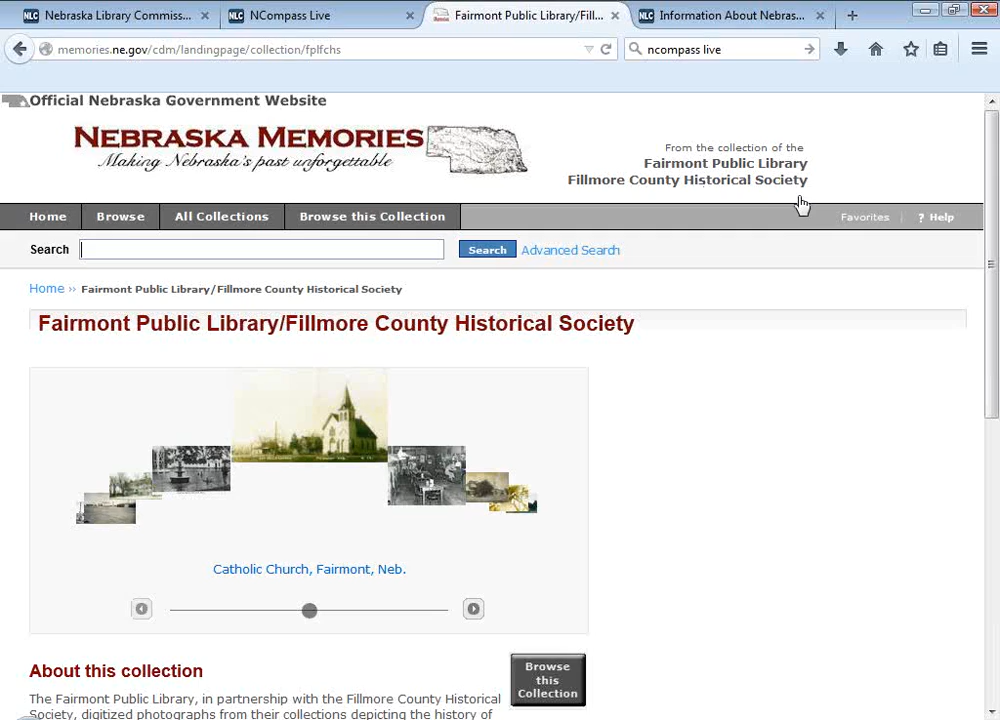 Nebraska Library Commiss...
NCompass Live
Fairmont Public Library/Fill...
Information About Nebras...
memories.ne.gov/cdm/landingpage/collection/fplfchs
ncompass live
Official Nebraska Government Website
NEBRASKA MEMORIES
Making Nebraska's past unforgettable
From the collection of the
Fairmont Public Library
Fillmore County Historical Society
Home Browse All Collections Browse this Collection Favorites ? Help
Search Search Advanced Search
Home ›› Fairmont Public Library/Fillmore County Historical Society
Fairmont Public Library/Fillmore County Historical Society
Catholic Church, Fairmont, Neb.
About this collection
Browse
this
Collection
The Fairmont Public Library, in partnership with the Fillmore County Historical
Society, digitized photographs from their collections depicting the history of